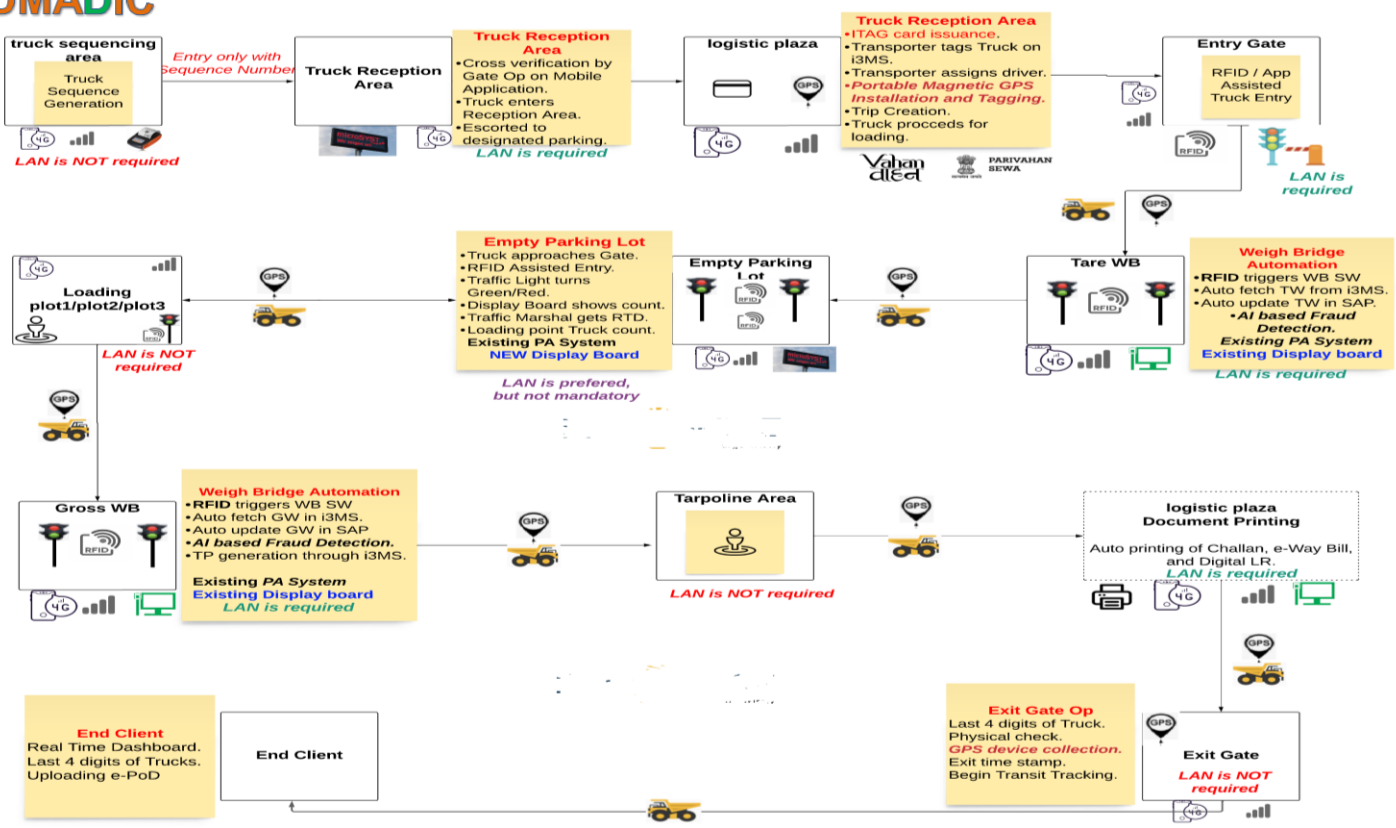 truck sequencing
area
Truck
Sequence
Generation
4G
LAN is NOT required
Entry only with
Sequence Number
Truck Reception
Area
4G
Truck Reception
Area
•Cross verification by
Gate Op on Mobile
Application.
•Truck enters
Reception Area.
•Escorted to
designated parking.
LAN is required
logistic plaza
GPS
4G
Truck Reception Area
•ITAG card issuance.
•Transporter tags Truck on
i3MS.
•Transporter assigns driver.
•Portable Magnetic GPS
Installation and Tagging.
•Trip Creation.
•Truck procceds for
loading.
Vahan
वाहन
PARIVAHAN
SEWA
Entry Gate
RFID / App
Assisted
Truck Entry
4G
RFID
LAN is
required
GPS
Tare WB
RFID
4G
Weigh Bridge
Automation
•RFID triggers WB SW
•Auto fetch TW from i3MS.
•Auto update TW in SAP.
•AI based Fraud
Detection.
Existing PA System
Existing Display board
LAN is required
GPS
Empty Parking
Lot
RFID
RFID
4G
Empty Parking Lot
•Truck approaches Gate.
•RFID Assisted Entry.
•Traffic Light turns
Green/Red.
•Display Board shows count.
•Traffic Marshal gets RTD.
•Loading point Truck count.
Existing PA System
NEW Display Board
LAN is prefered,
but not mandatory
GPS
4G
Loading
plot1/plot2/plot3
RFID
LAN is NOT
required
GPS
Gross WB
RFID
4G
Weigh Bridge Automation
•RFID triggers WB SW
•Auto fetch GW in i3MS.
•Auto update GW in SAP
•AI based Fraud Detection.
•TP generation through i3MS.
Existing PA System
Existing Display board
LAN is required
GPS
Tarpoline Area
LAN is NOT required
GPS
logistic plaza
Document Printing
Auto printing of Challan, e-Way Bill,
and Digital LR.
LAN is required
4G
GPS
Exit Gate Op
Last 4 digits of Truck.
Physical check.
GPS device collection.
Exit time stamp.
Begin Transit Tracking.
GPS
Exit Gate
LAN is NOT
required
4G
End Client
End Client
Real Time Dashboard.
Last 4 digits of Trucks.
Uploading e-PoD